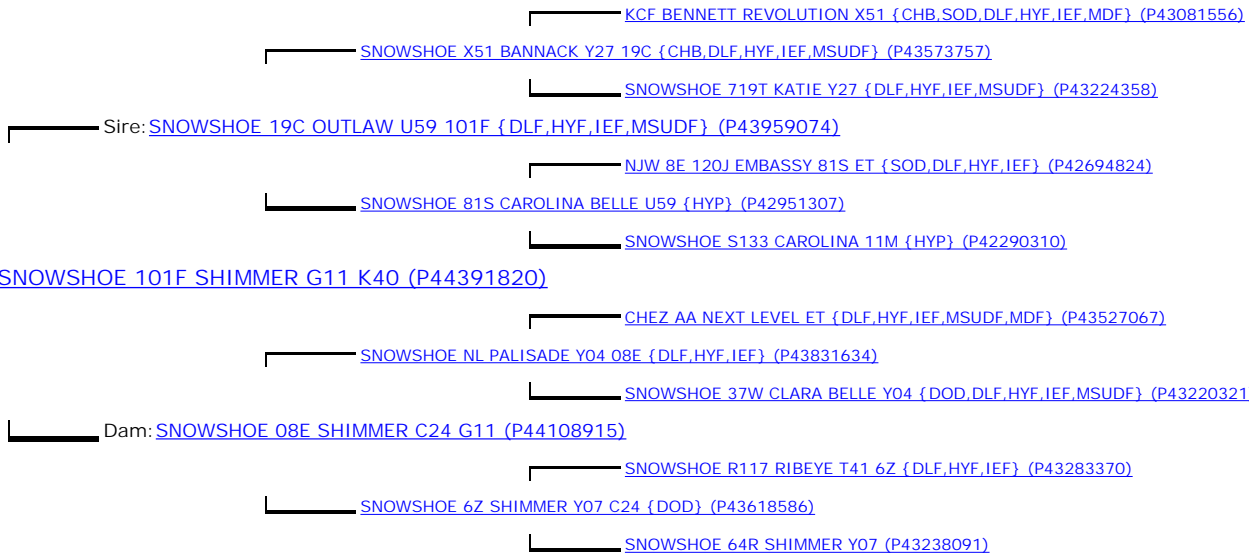 KCF BENNETT REVOLUTION X51 {CHB,SOD,DLF,HYF,IEF,MDF} (P43081556)
SNOWSHOE X51 BANNACK Y27 19C {CHB,DLF,HYF,IEF,MSUDF} (P43573757)
SNOWSHOE 719T KATIE Y27 {DLF,HYF,IEF,MSUDF} (P43224358)
Sire: SNOWSHOE 19C OUTLAW U59 101F {DLF,HYF,IEF,MSUDF} (P43959074)
NJW 8E 120J EMBASSY 81S ET {SOD,DLF,HYF,IEF} (P42694824)
SNOWSHOE 81S CAROLINA BELLE U59 {HYP} (P42951307)
SNOWSHOE S133 CAROLINA 11M {HYP} (P42290310)
SNOWSHOE 101F SHIMMER G11 K40 (P44391820)
CHEZ AA NEXT LEVEL ET {DLF,HYF,IEF,MSUDF,MDF} (P43527067)
SNOWSHOE NL PALISADE Y04 08E {DLF,HYF,IEF} (P43831634)
SNOWSHOE 37W CLARA BELLE Y04 {DOD,DLF,HYF,IEF,MSUDF} (P43220321
Dam: SNOWSHOE 08E SHIMMER C24 G11 (P44108915)
SNOWSHOE R117 RIBEYE T41 6Z {DLF,HYF,IEF} (P43283370)
SNOWSHOE 6Z SHIMMER Y07 C24 {DOD} (P43618586)
SNOWSHOE 64R SHIMMER Y07 (P43238091)